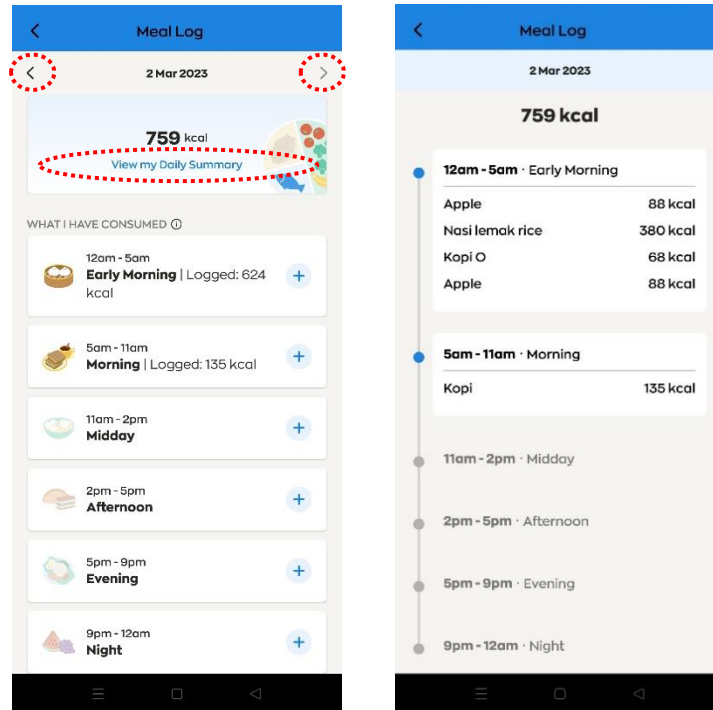 Meal Log
2 Mar 2023
759 kcal
View my Daily Summary
WHAT I HAVE CONSUMED
12am - 5am
Early Morning | Logged: 624
kcal
5am - 11am
Morning | Logged: 135 kcal
11am - 2pm
Midday
2pm - 5pm
Afternoon
5pm - 9pm
Evening
9pm - 12am
Night
Meal Log
2 Mar 2023
759 kcal
12am - 5am · Early Morning
Apple 88 kcal
Nasi lemak rice 380 kcal
Kopi O 68 kcal
Apple 88 kcal
5am - 11am · Morning
Kopi 135 kcal
11am - 2pm · Midday
2pm - 5pm · Afternoon
5pm - 9pm · Evening
9pm - 12am · Night